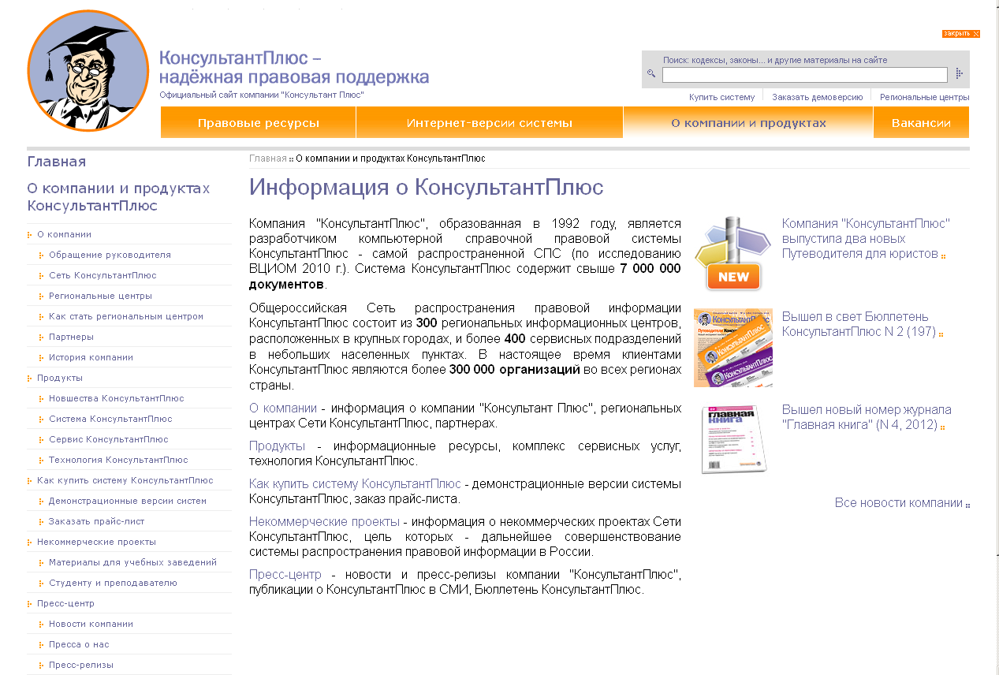 закрыть
КонсультантПлюс –
надёжная правовая поддержка
Официальный сайт компании "Консультант Плюс"
Поиск: кодексы, законы... и другие материалы на сайте
Купить систему
Заказать демоверсию
Региональные центры
Правовые ресурсы
Интернет-версии системы
О компании и продуктах
Вакансии
Главная
О компании и продуктах
КонсультантПлюс
О компании
Обращение руководителя
Сеть КонсультантПлюс
Региональные центры
Как стать региональным центром
Партнеры
История компании
Продукты
Новшества КонсультантПлюс
Система КонсультантПлюс
Сервис КонсультантПлюс
Технология КонсультантПлюс
Как купить систему КонсультантПлюс
Демонстрационные версии систем
Заказать прайс-лист
Некоммерческие проекты
Материалы для учебных заведений
Студенту и преподавателю
Пресс-центр
Новости компании
Пресса о нас
Пресс-релизы
Главная О компании и продуктах КонсультантПлюс
Информация о КонсультантПлюс
Компания "КонсультантПлюс", образованная в 1992 году, является
разработчиком компьютерной справочной правовой системы
КонсультантПлюс - самой распространенной СПС (по исследованию
ВЦИОМ 2010 г.). Система КонсультантПлюс содержит свыше 7 000 000
документов.
Общероссийская Сеть распространения правовой информации
КонсультантПлюс состоит из 300 региональных информационных центров,
расположенных в крупных городах, и более 400 сервисных подразделений
в небольших населенных пунктах. В настоящее время клиентами
КонсультантПлюс являются более 300 000 организаций во всех регионах
страны.
О компании - информация о компании "Консультант Плюс", региональных
центрах Сети КонсультантПлюс, партнерах.
Продукты - информационные ресурсы, комплекс сервисных услуг,
технология КонсультантПлюс.
Как купить систему КонсультантПлюс - демонстрационные версии системы
КонсультантПлюс, заказ прайс-листа.
Некоммерческие проекты - информация о некоммерческих проектах Сети
КонсультантПлюс, цель которых - дальнейшее совершенствование
системы распространения правовой информации в России.
Пресс-центр - новости и пресс-релизы компании "КонсультантПлюс",
публикации о КонсультантПлюс в СМИ, Бюллетень КонсультантПлюс.
NEW
Компания "КонсультантПлюс"
выпустила два новых
Путеводителя для юристов
КонсультантПлюс
КонсультантПлюс
КонсультантПлюс
Вышел в свет Бюллетень
КонсультантПлюс N 2 (197)
главная
книга
Вышел новый номер журнала
"Главная книга" (N 4, 2012)
Все новости компании